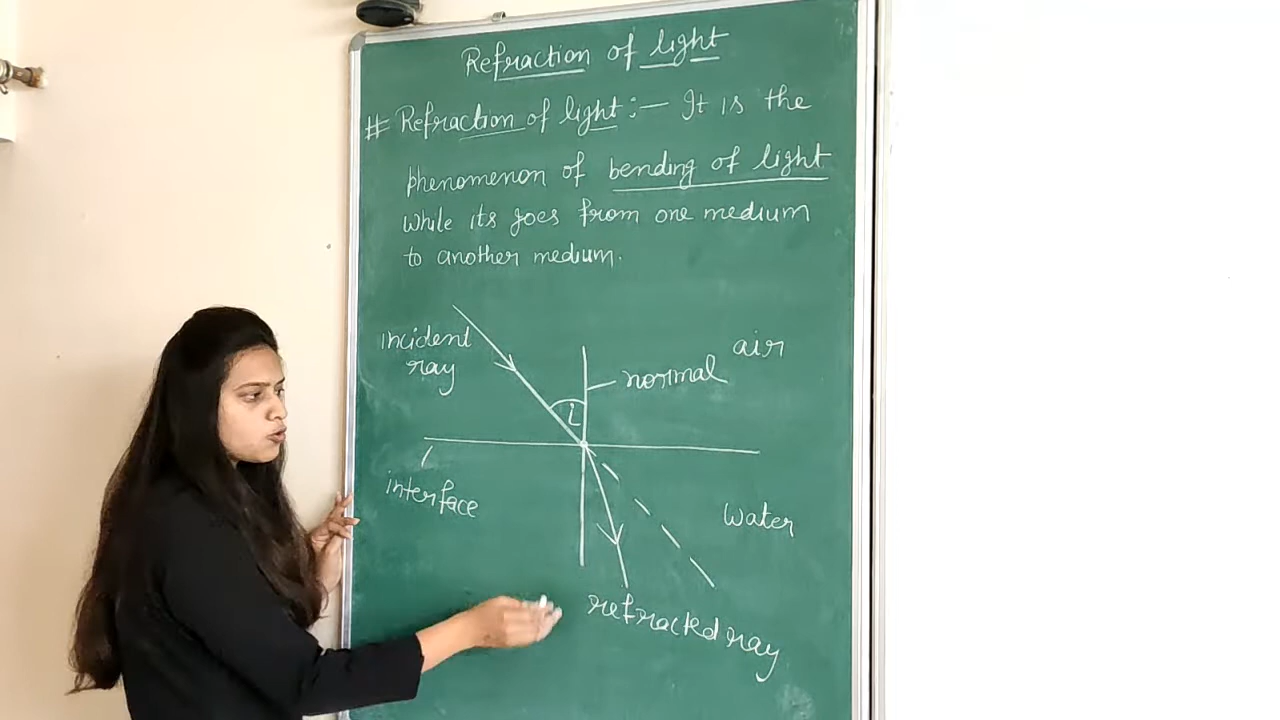 Refraction of light
# Refraction of light :— It is the
phenomenon of bending of light
while its goes from one medium
to another medium.
incident
ray
air
normal
i
interface
Water
refracted ray